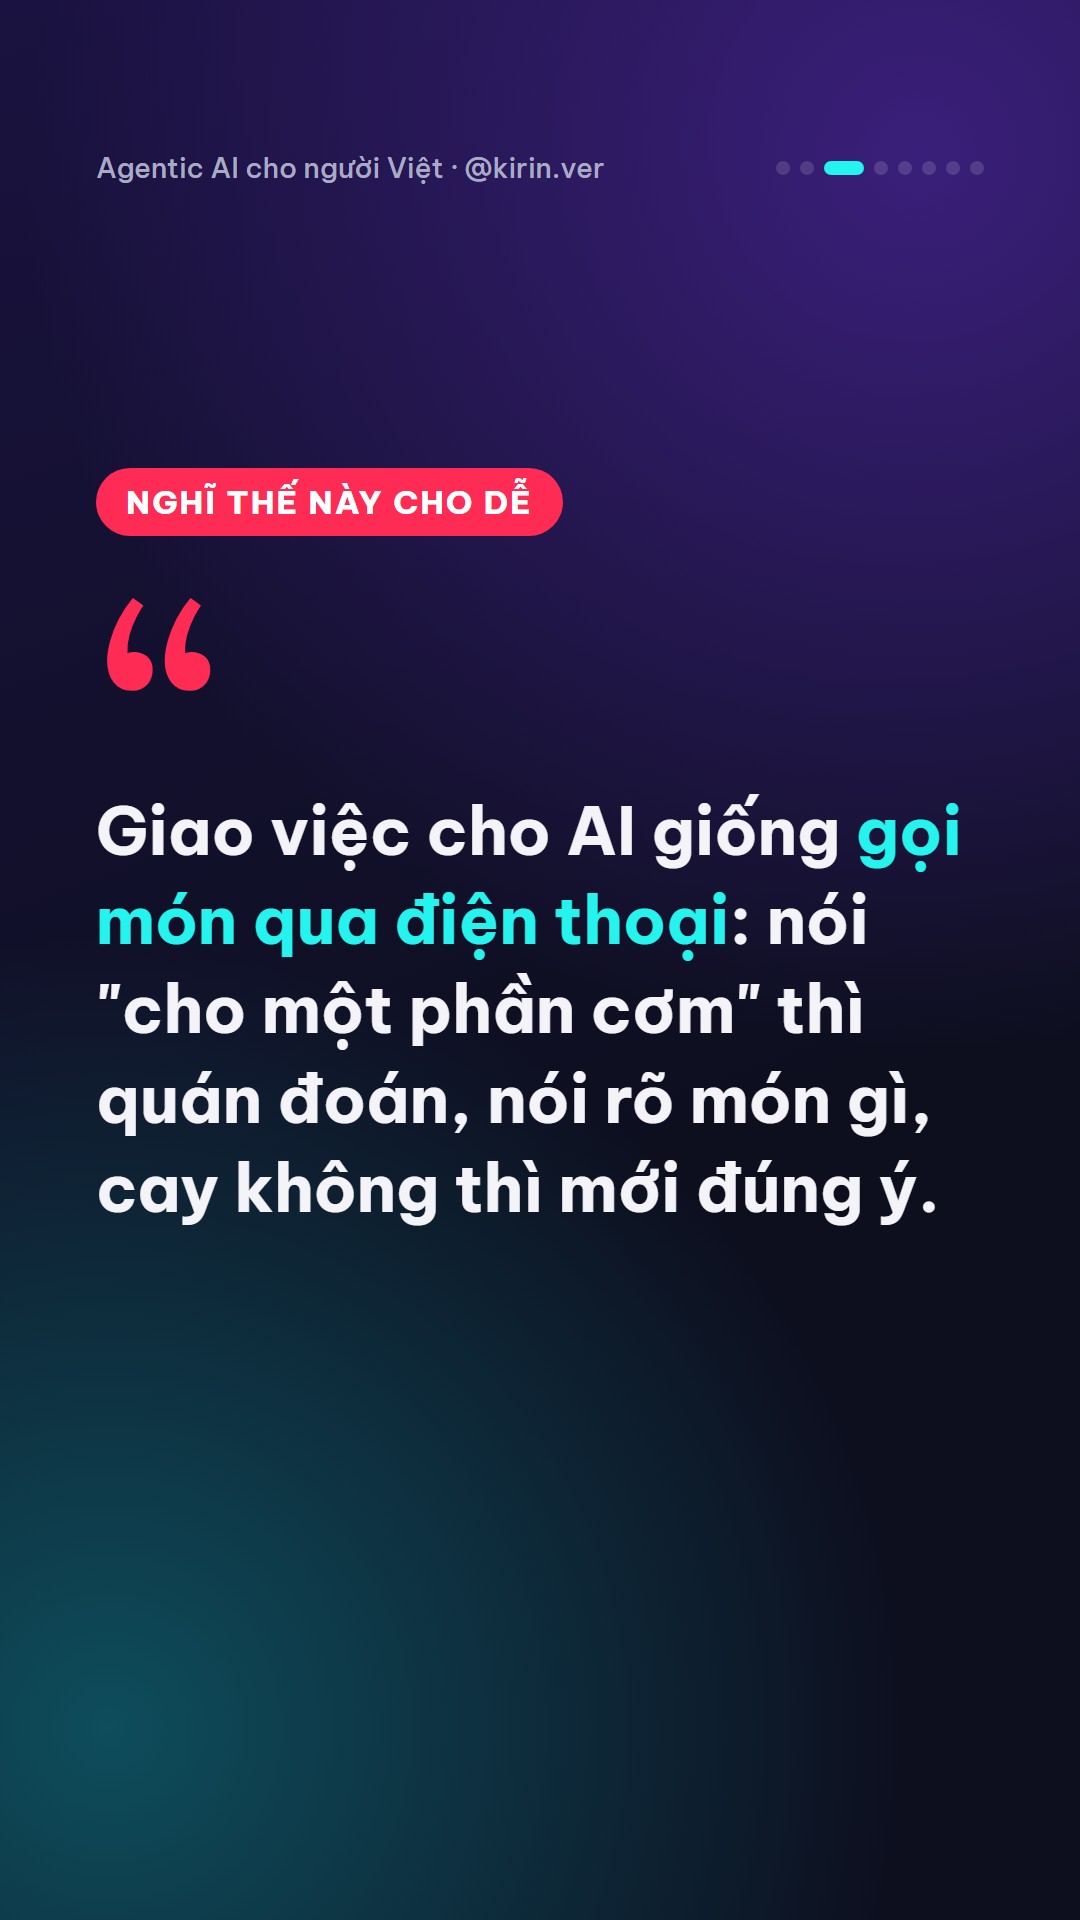 Agentic AI cho người Việt · @kirin.ver
NGHĨ THẾ NÀY CHO DỄ
“
Giao việc cho AI giống gọi
món qua điện thoại: nói
"cho một phần cơm" thì
quán đoán, nói rõ món gì,
cay không thì mới đúng ý.